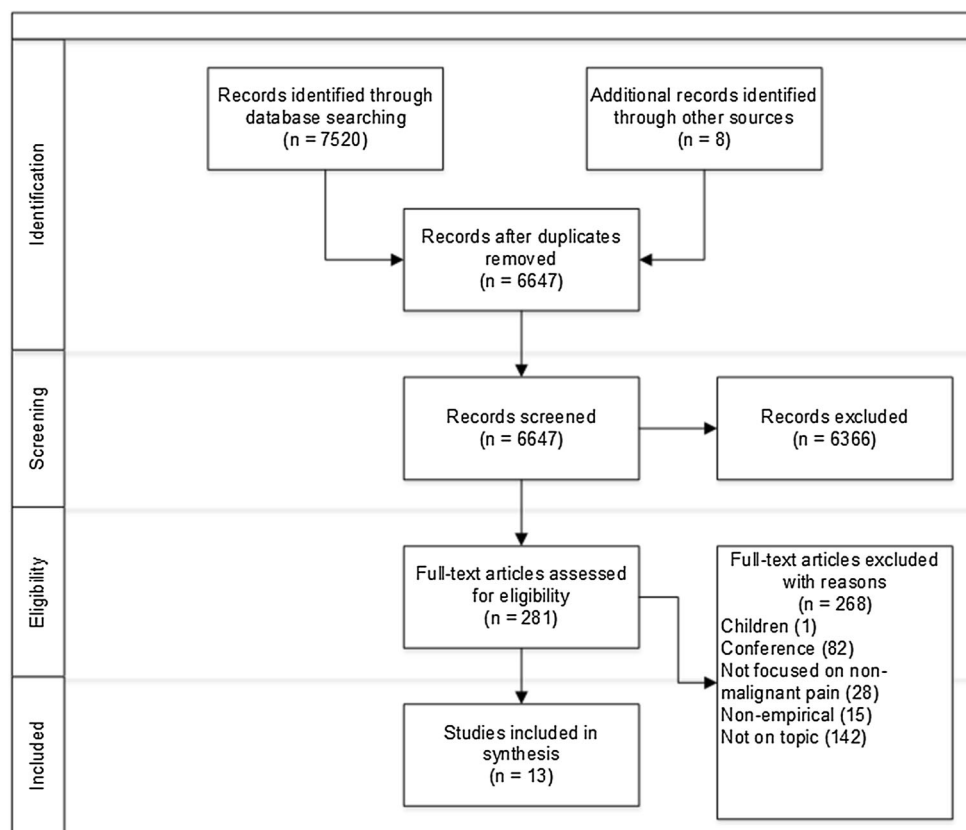 Identification
Records identified through
database searching
(n = 7520)
Additional records identified
through other sources
(n = 8)
Records after duplicates
removed
(n = 6647)
Screening
Records screened
(n = 6647)
Records excluded
(n = 6366)
Eligibility
Full-text articles assessed
for eligibility
(n = 281)
Full-text articles excluded
with reasons
(n = 268)
Children (1)
Conference (82)
Not focused on non-
malignant pain (28)
Non-empirical (15)
Not on topic (142)
Included
Studies included in
synthesis
(n = 13)